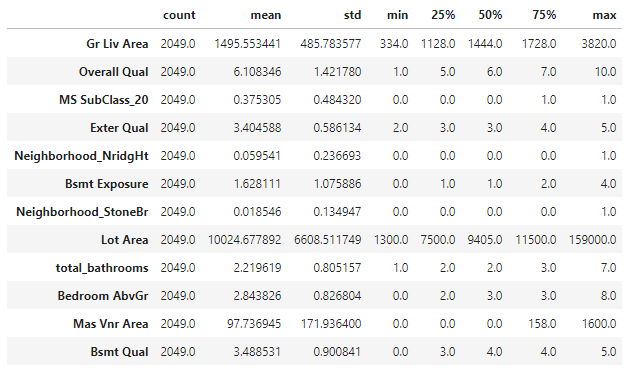 count mean std min 25% 50% 75% max
Gr Liv Area 2049.0 1495.553441 485.783577 334.0 1128.0 1444.0 1728.0 3820.0
Overall Qual 2049.0 6.108346 1.421780 1.0 5.0 6.0 7.0 10.0
MS SubClass_20 2049.0 0.375305 0.484320 0.0 0.0 0.0 1.0 1.0
Exter Qual 2049.0 3.404588 0.586134 2.0 3.0 3.0 4.0 5.0
Neighborhood_NridgHt 2049.0 0.059541 0.236693 0.0 0.0 0.0 0.0 1.0
Bsmt Exposure 2049.0 1.628111 1.075886 0.0 1.0 1.0 2.0 4.0
Neighborhood_StoneBr 2049.0 0.018546 0.134947 0.0 0.0 0.0 0.0 1.0
Lot Area 2049.0 10024.677892 6608.511749 1300.0 7500.0 9405.0 11500.0 159000.0
total_bathrooms 2049.0 2.219619 0.805157 1.0 2.0 2.0 3.0 7.0
Bedroom AbvGr 2049.0 2.843826 0.826804 0.0 2.0 3.0 3.0 8.0
Mas Vnr Area 2049.0 97.736945 171.936400 0.0 0.0 0.0 158.0 1600.0
Bsmt Qual 2049.0 3.488531 0.900841 0.0 3.0 4.0 4.0 5.0